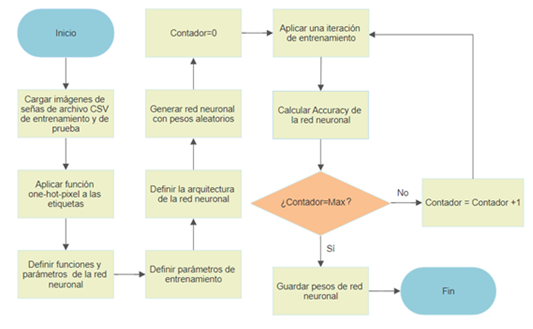 Inicio
Cargar imágenes de
señas de archivo CSV
de entrenamiento y de
prueba
Aplicar función
one-hot-pixel a las
etiquetas
Definir funciones y
parámetros de la red
neuronal
Definir parámetros de
entrenamiento
Definir la arquitectura
de la red neuronal
Generar red neuronal
con pesos aleatorios
Contador=0
Aplicar una iteración
de entrenamiento
Calcular Accuracy de
la red neuronal
¿Contador=Max?
No
Contador = Contador +1
Sí
Guardar pesos de red
neuronal
Fin